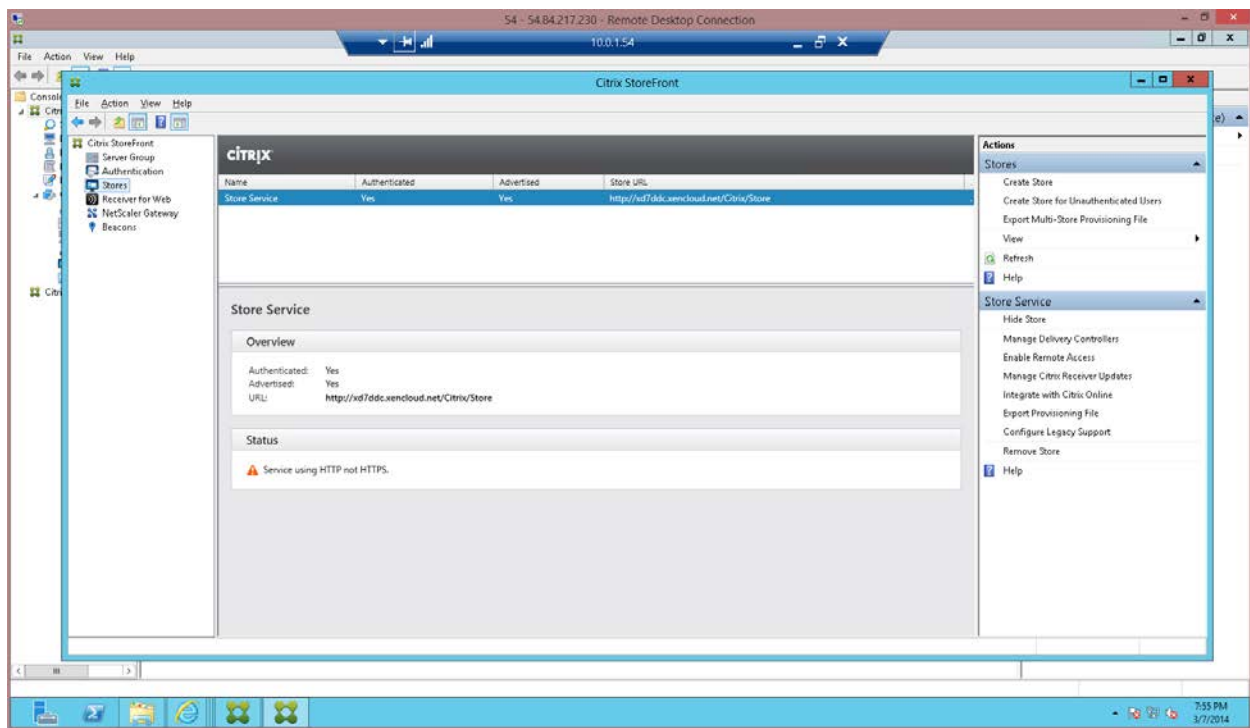 54 - 54.84.217.230 - Remote Desktop Connection
10.0.1.54
File Action View Help
Citrix StoreFront
File Action View Help
Citrix StoreFront
Server Group
Authentication
Stores
Receiver for Web
NetScaler Gateway
Beacons
CİTRIX
Name Authenticated Advertised Store URL
Store Service Yes Yes http://xd7ddc.xencloud.net/Citrix/Store
Store Service
Overview
Authenticated: Yes
Advertised: Yes
URL: http://xd7ddc.xencloud.net/Citrix/Store
Status
Service using HTTP not HTTPS.
Actions
Stores
Create Store
Create Store for Unauthenticated Users
Export Multi-Store Provisioning File
View
Refresh
Help
Store Service
Hide Store
Manage Delivery Controllers
Enable Remote Access
Manage Citrix Receiver Updates
Integrate with Citrix Online
Export Provisioning File
Configure Legacy Support
Remove Store
Help
7:55 PM
3/7/2014